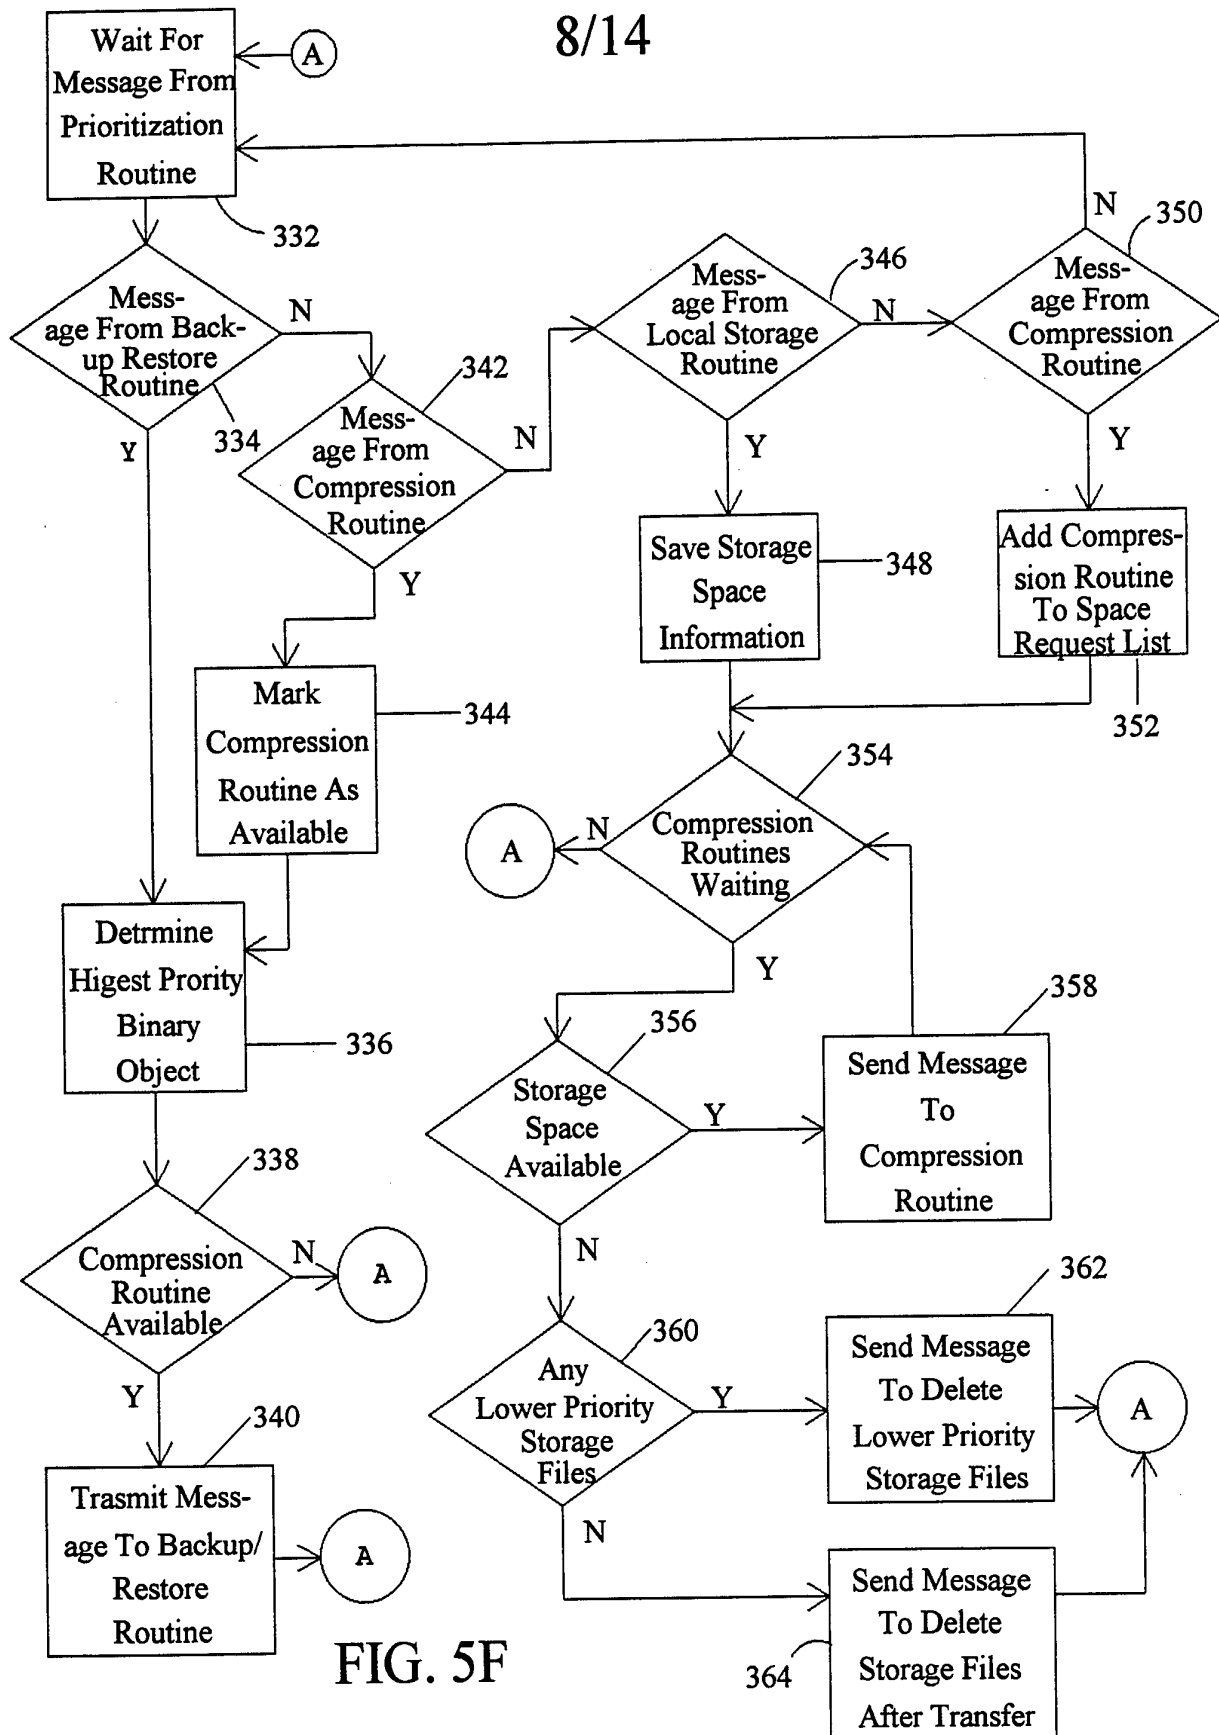 8/14
Wait For
Message From
Prioritization
Routine
A
332
Mess-
age From Back-
up Restore
Routine
334
N
Y
342
Mess-
age From
Compression
Routine
N
Y
346
Mess-
age From
Local Storage
Routine
N
Y
N
350
Mess-
age From
Compression
Routine
Y
Save Storage
Space
Information
348
Add Compres-
sion Routine
To Space
Request List
352
Mark
Compression
Routine As
Available
344
354
Compression
Routines
Waiting
N
A
Y
Detrmine
Higest Prority
Binary
Object
336
356
Storage
Space
Available
Y
N
358
Send Message
To
Compression
Routine
338
Compression
Routine
Available
N
A
Y
360
Any
Lower Priority
Storage
Files
Y
N
362
Send Message
To Delete
Lower Priority
Storage Files
A
340
Trasmit Mess-
age To Backup/
Restore
Routine
A
Send Message
To Delete
Storage Files
After Transfer
364
FIG. 5F